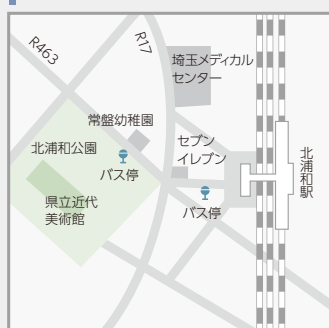 R463
R17
埼玉メディカル
センター
常盤幼稚園
セブン
イレブン
北浦和公園
バス停
県立近代
美術館
バス停
北浦和駅